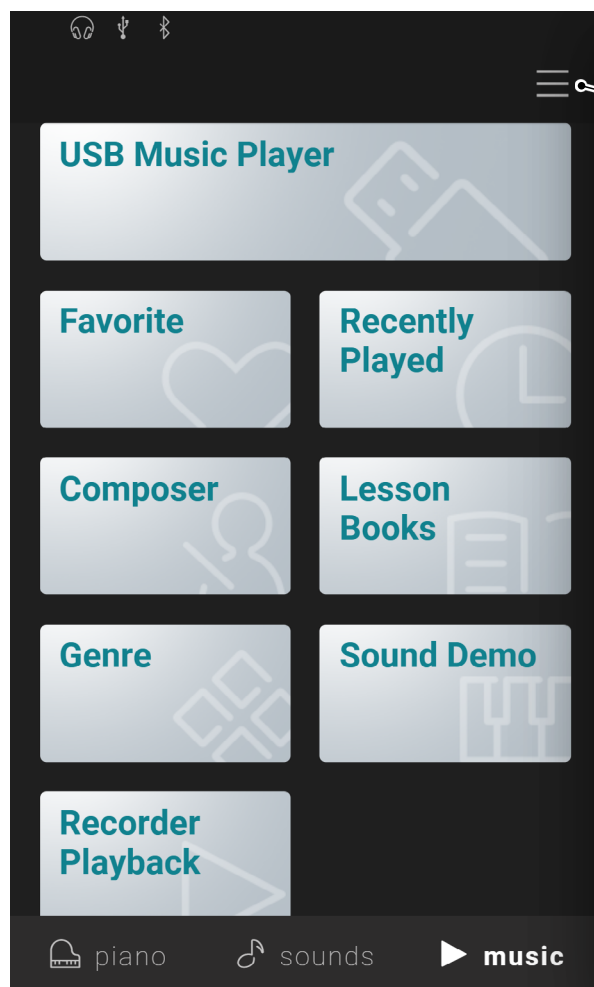 USB Music Player
Favorite
Recently
Played
Composer
Lesson
Books
Genre
Sound Demo
Recorder
Playback
piano
sounds
music